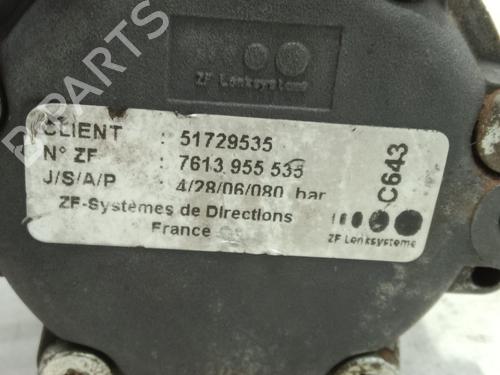 ZF Lenksysteme
CLIENT : 51729535
N° ZF : 7613 955 535
J/S/A/P : 4/28/06/080 bar
ZF-Systèmes de Directions
France
C643
ZF Lenksysteme
B-PARTS